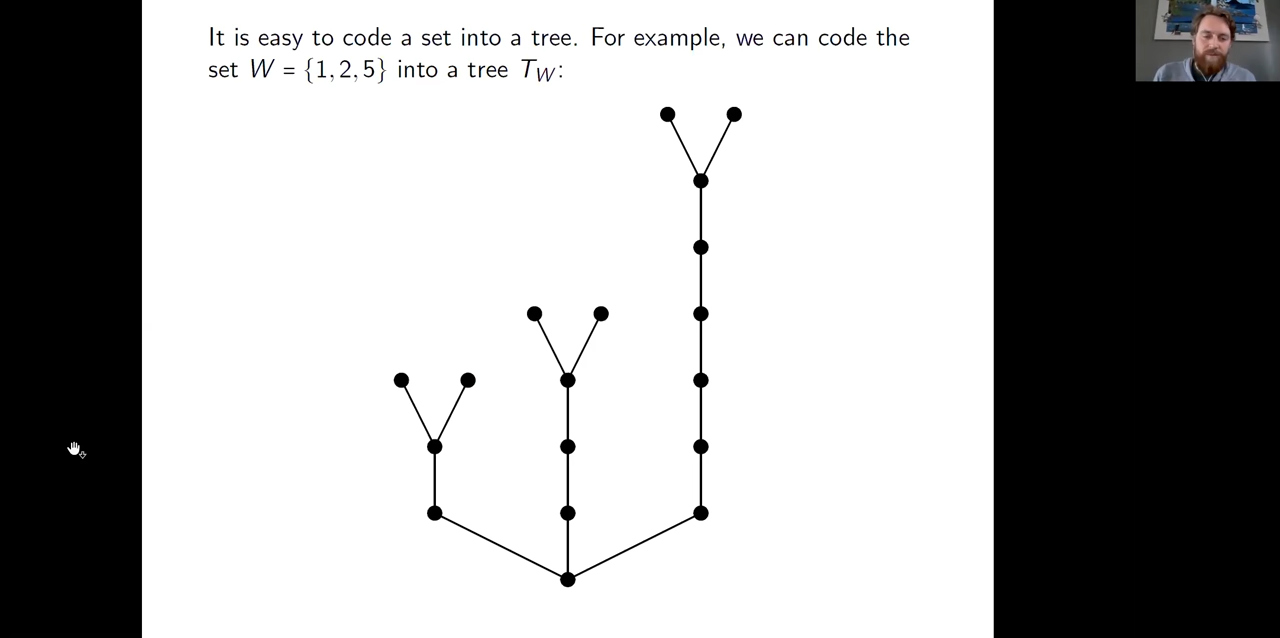 It is easy to code a set into a tree. For example, we can code the
set W = {1, 2, 5} into a tree T_W: